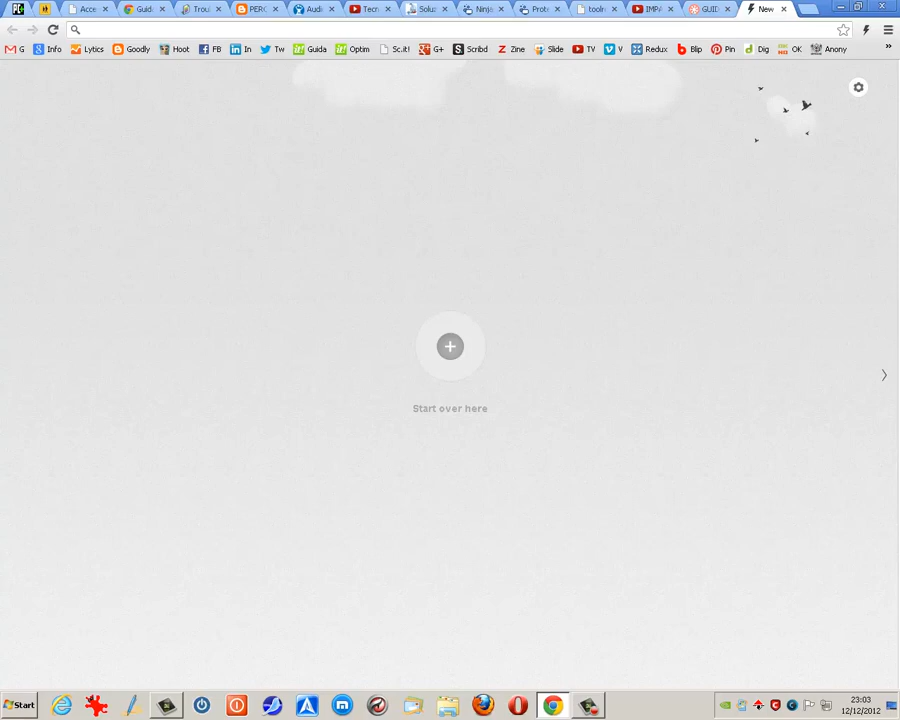 PC+ Acce Guid Trou PERC Audi Tecn Solu Ninja Prot tooln IMPA GUID New
G Info Lytics Goodly Hoot FB In Tw Guida Optim Sc.it! G+ Scribd Zine Slide TV V Redux Blip Pin Dig OK Anony »
Start over here
Start 23:03
12/12/2012